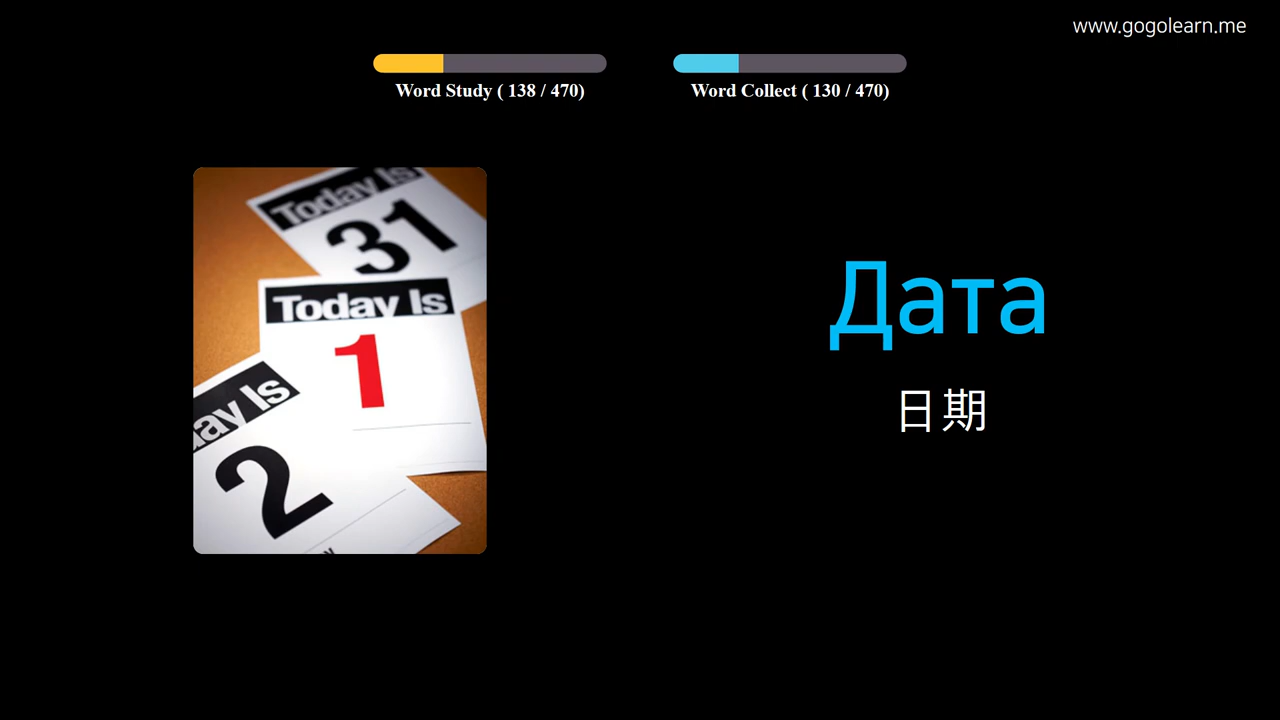 www.gogolearn.me
Word Study ( 138 / 470)
Word Collect ( 130 / 470)
Today Is
31
Today Is
1
day Is
2
Дата
日期